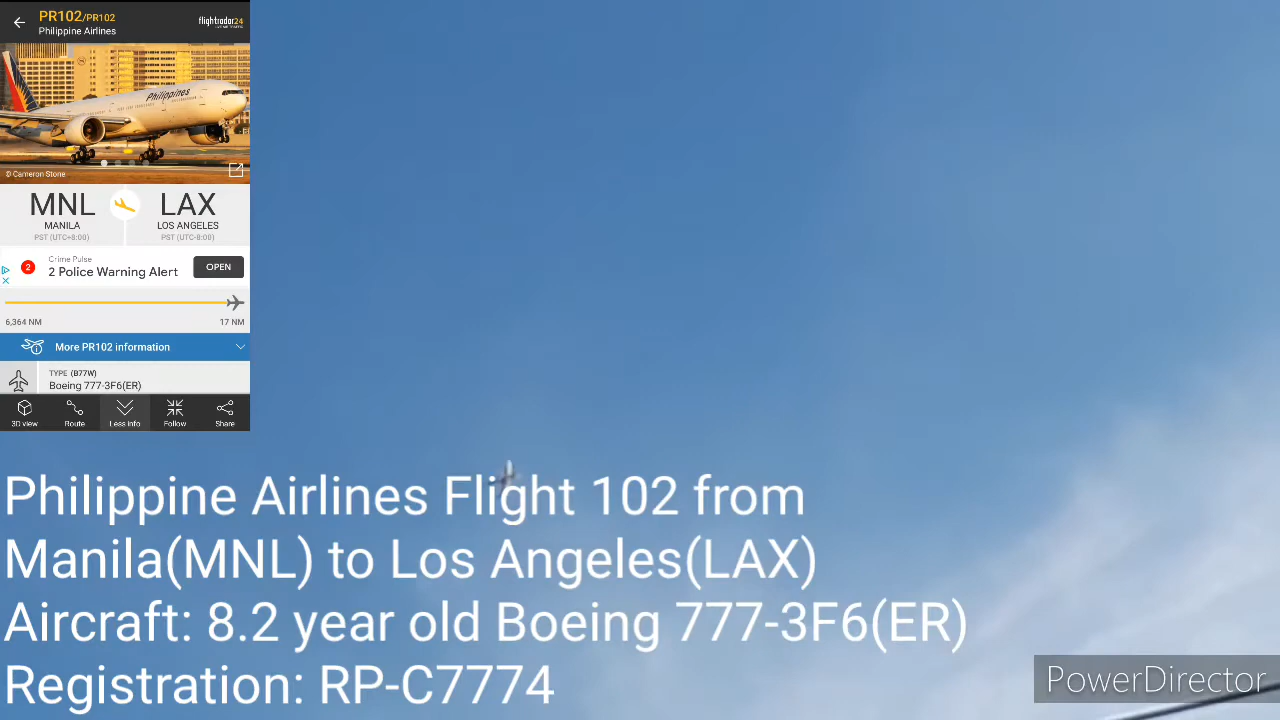 PR102/PR102
Philippine Airlines
flightradar24
Philippines
© Cameron Stone
MNL
LAX
MANILA
LOS ANGELES
PST (UTC+8:00)
PST (UTC-8:00)
Crime Pulse
2
2 Police Warning Alert
OPEN
6,364 NM
17 NM
More PR102 information
TYPE (B77W)
Boeing 777-3F6(ER)
3D view
Route
Less info
Follow
Share
Philippine Airlines Flight 102 from
Manila(MNL) to Los Angeles(LAX)
Aircraft: 8.2 year old Boeing 777-3F6(ER)
Registration: RP-C7774
PowerDirector